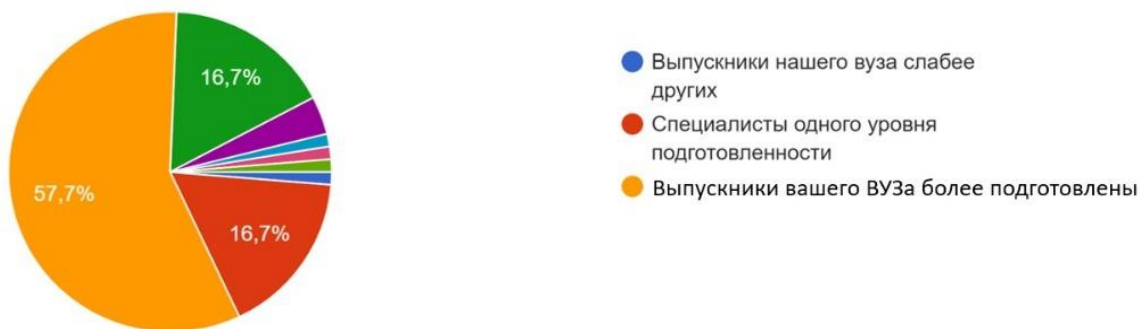 16,7%
57,7%
16,7%
Выпускники нашего вуза слабее
других
Специалисты одного уровня
подготовленности
Выпускники вашего ВУЗа более подготовлены